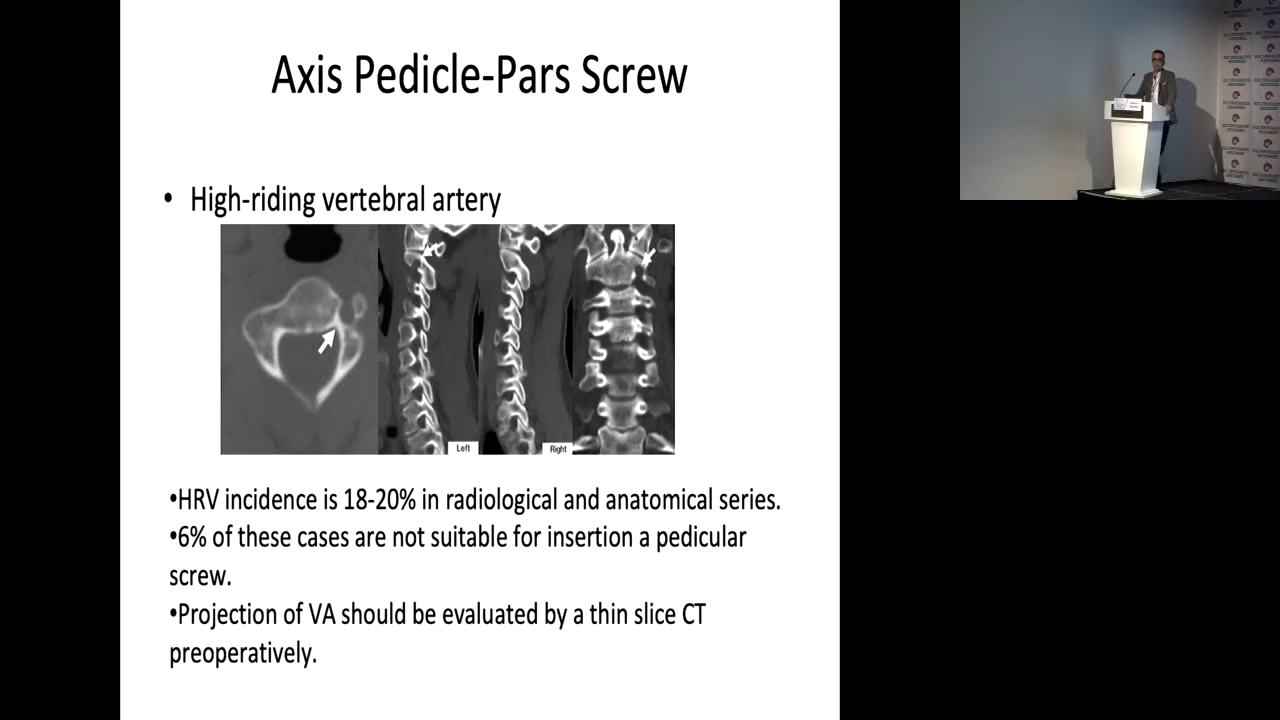 Axis Pedicle-Pars Screw
• High-riding vertebral artery
Left
Right
•HRV incidence is 18-20% in radiological and anatomical series.
•6% of these cases are not suitable for insertion a pedicular
screw.
•Projection of VA should be evaluated by a thin slice CT
preoperatively.